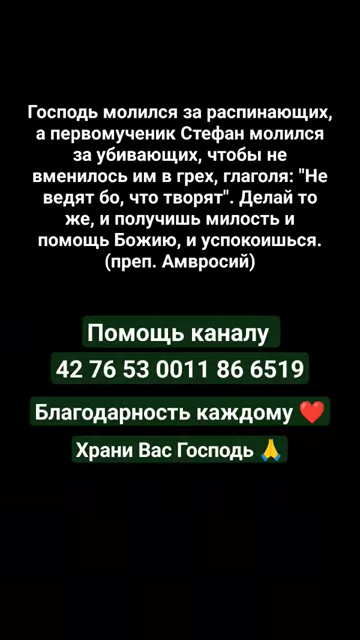 Господь молился за распинающих,
а первомученик Стефан молился
за убивающих, чтобы не
вменилось им в грех, глаголя: "Не
ведят бо, что творят". Делай то
же, и получишь милость и
помощь Божию, и успокоишься.
(преп. Амвросий)
Помощь каналу
42 76 53 0011 86 6519
Благодарность каждому ❤️
Храни Вас Господь 🙏